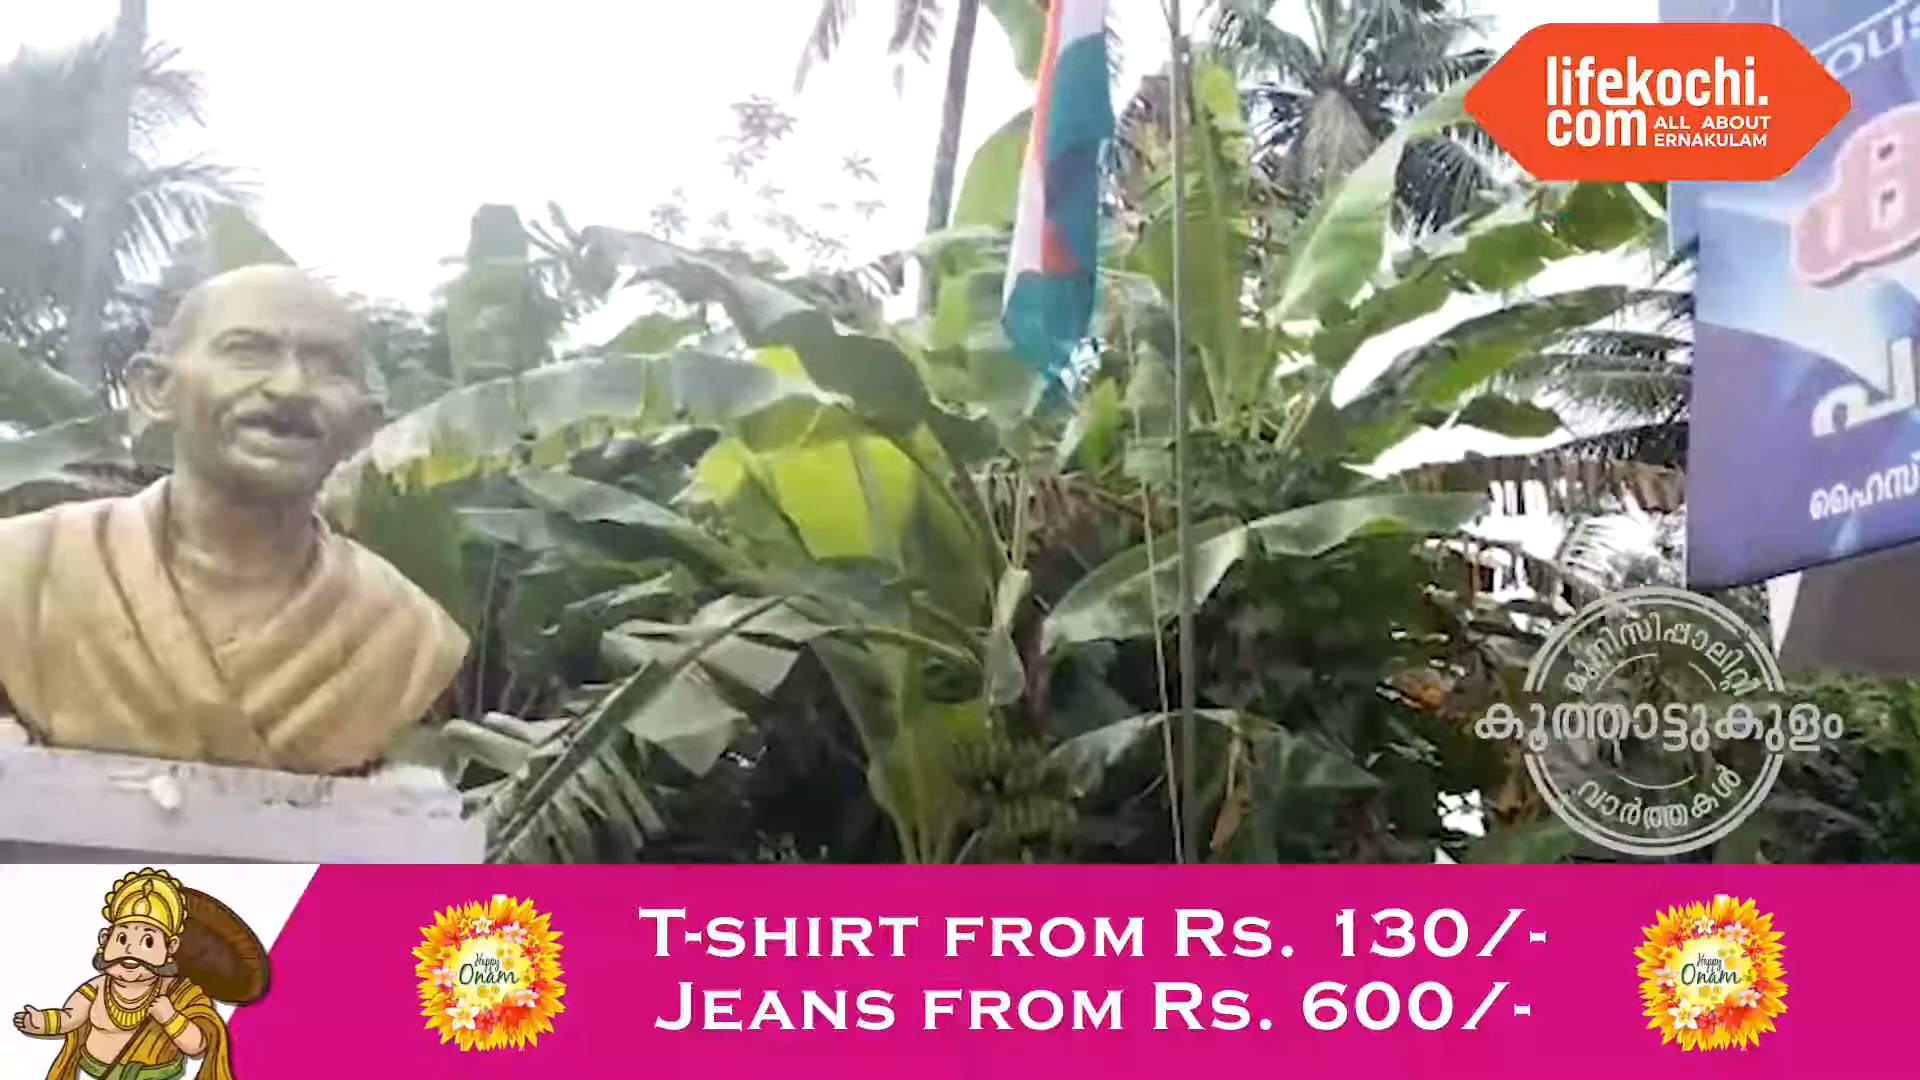 lifekochi.
com ALL ABOUT
ERNAKULAM
ഹൈസ്
മുനിസിപ്പാലിറ്റി
കൂത്താട്ടുകുളം
വാർത്തകൾ
Happy
Onam
T-SHIRT FROM Rs. 130/-
JEANS FROM Rs. 600/-
Happy
Onam